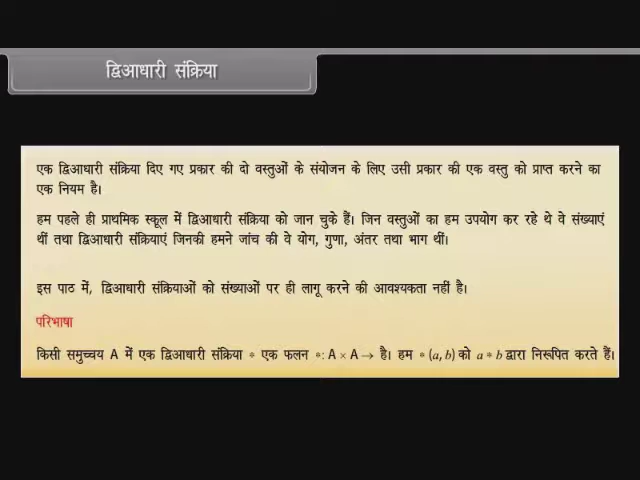 द्विआधारी संक्रिया
एक द्विआधारी संक्रिया दिए गए प्रकार की दो वस्तुओं के संयोजन के लिए उसी प्रकार की एक वस्तु को प्राप्त करने का
एक नियम है।
हम पहले ही प्राथमिक स्कूल में द्विआधारी संक्रिया को जान चुके हैं। जिन वस्तुओं का हम उपयोग कर रहे थे वे संख्याएं
थीं तथा द्विआधारी संक्रियाएं जिनकी हमने जांच की वे योग, गुणा, अंतर तथा भाग थीं।
इस पाठ में, द्विआधारी संक्रियाओं को संख्याओं पर ही लागू करने की आवश्यकता नहीं है।
परिभाषा
किसी समुच्चय A में एक द्विआधारी संक्रिया * एक फलन *: A × A → है। हम * (a, b) को a * b द्वारा निरूपित करते हैं।